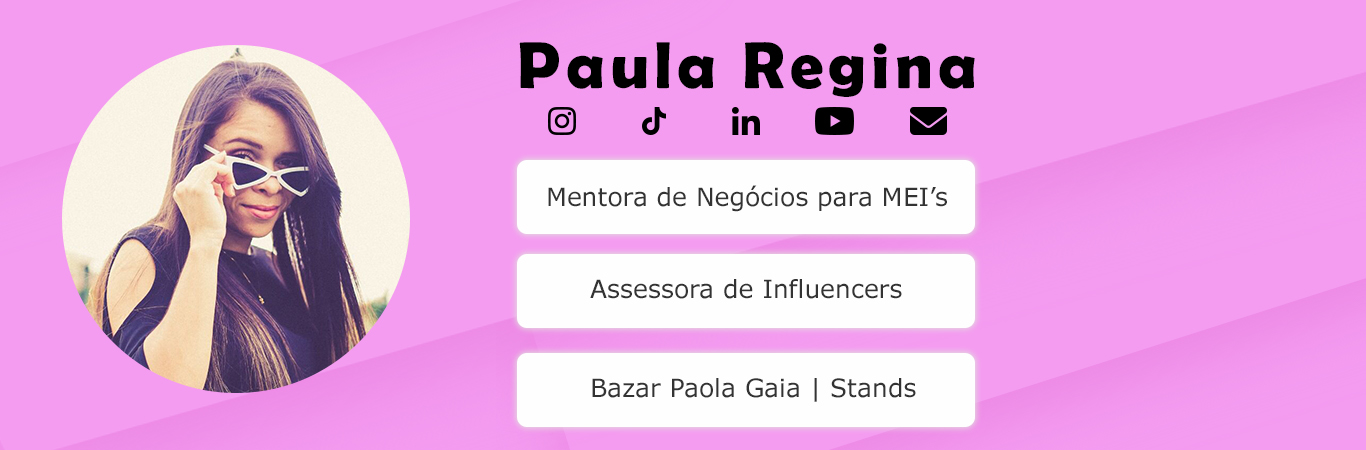 Paula Regina
Mentora de Negócios para MEI’s
Assessora de Influencers
Bazar Paola Gaia | Stands